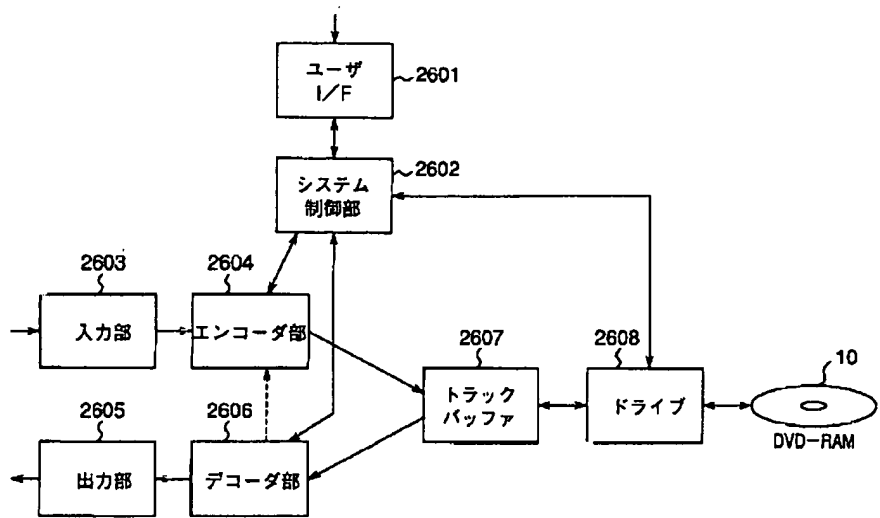 ユーザ
I/F
2601
システム
制御部
2602
2603
入力部
2604
エンコーダ部
2605
出力部
2606
デコーダ部
2607
トラック
バッファ
2608
ドライブ
10
DVD-RAM